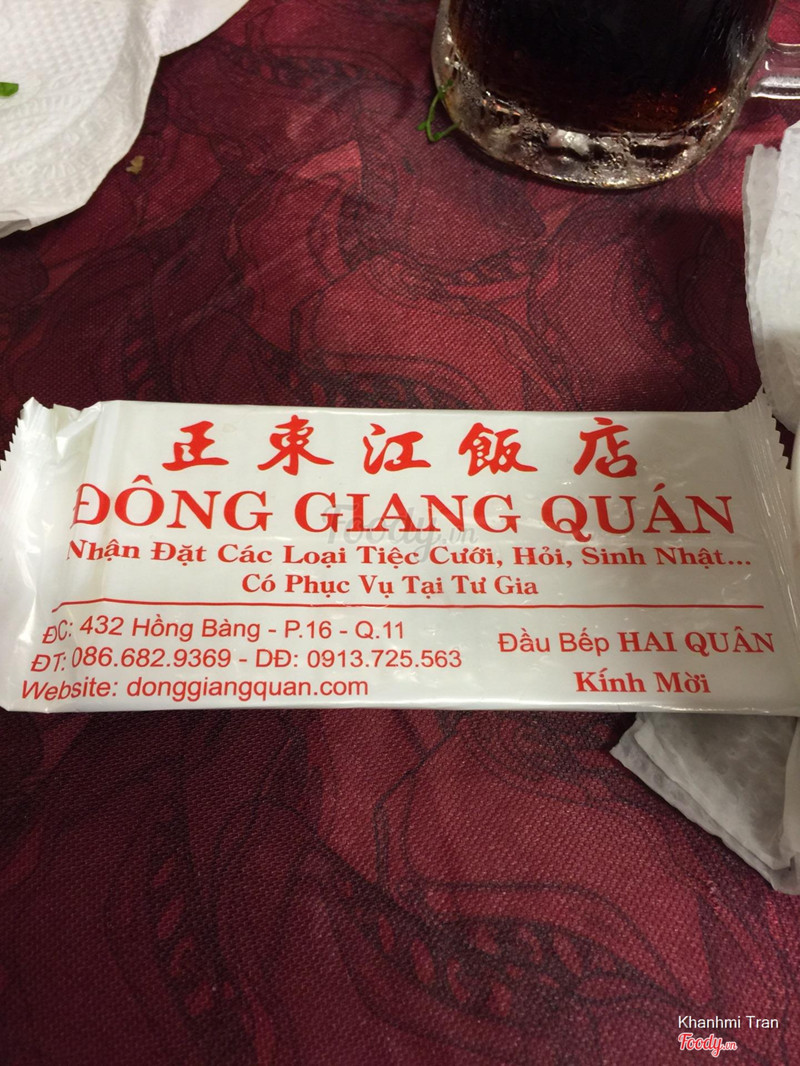 正東江飯店
ĐÔNG GIANG QUÁN
Nhận Đặt Các Loại Tiệc Cưới, Hỏi, Sinh Nhật...
Có Phục Vụ Tại Tư Gia
ĐC: 432 Hồng Bàng - P.16 - Q.11
ĐT: 086.682.9369 - DĐ: 0913.725.563
Website: donggiangquan.com
Đầu Bếp HAI QUÂN
Kính Mời
Foody.vn
Khanhmi Tran
Foody.vn